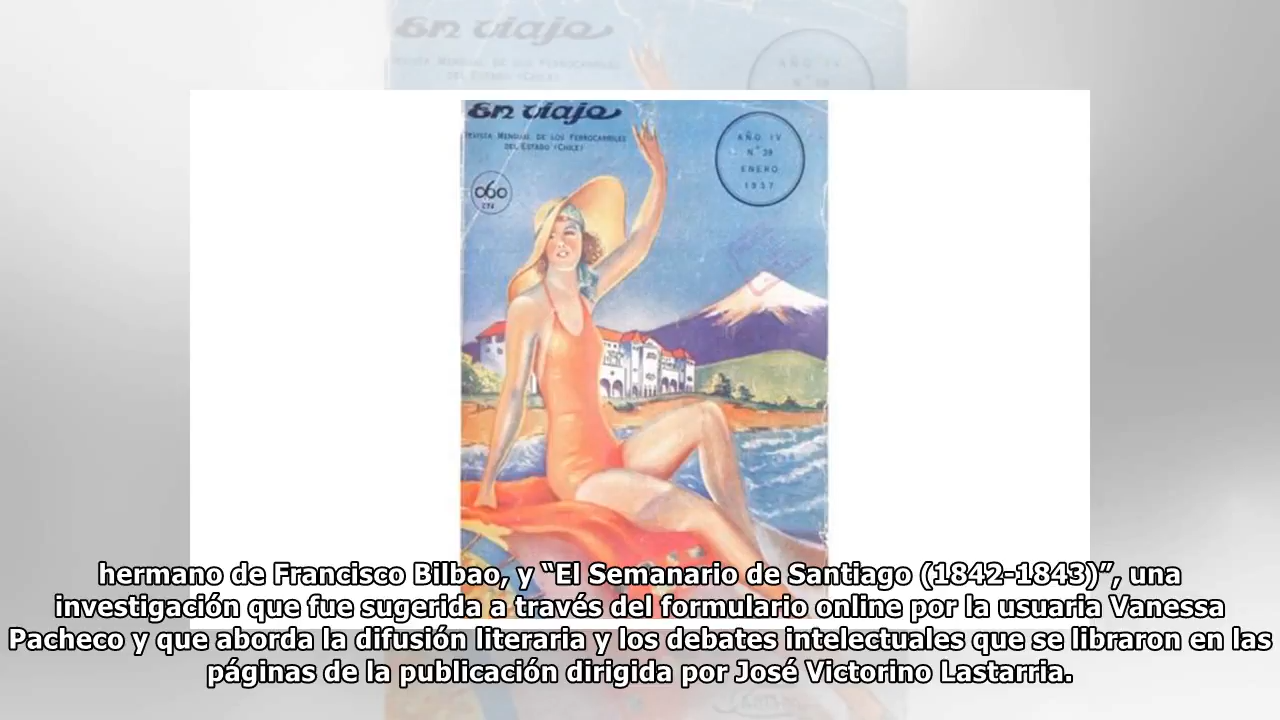 En viaje
En viaje
REVISTA MENSUAL DE LOS FERROCARRILES
DEL ESTADO (CHILE)
AÑO IV
N.° 39
ENERO
1937
060
hermano de Francisco Bilbao, y “El Semanario de Santiago (1842-1843)”, una
investigación que fue sugerida a través del formulario online por la usuaria Vanessa
Pacheco y que aborda la difusión literaria y los debates intelectuales que se libraron en las
páginas de la publicación dirigida por José Victorino Lastarria.